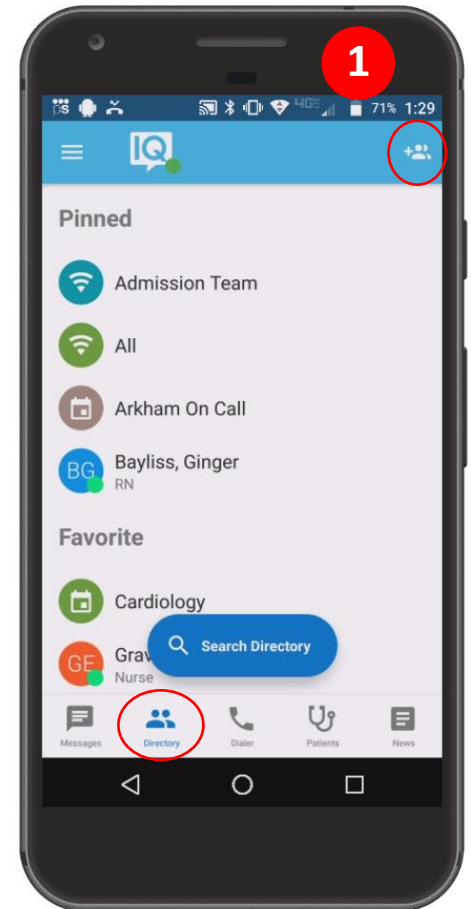 1
4G 71% 1:29
IQ
Pinned
Admission Team
All
Arkham On Call
BG Bayliss, Ginger
RN
Favorite
Cardiology
GE Grav
Nurse
Search Directory
Messages Directory Dialer Patients News